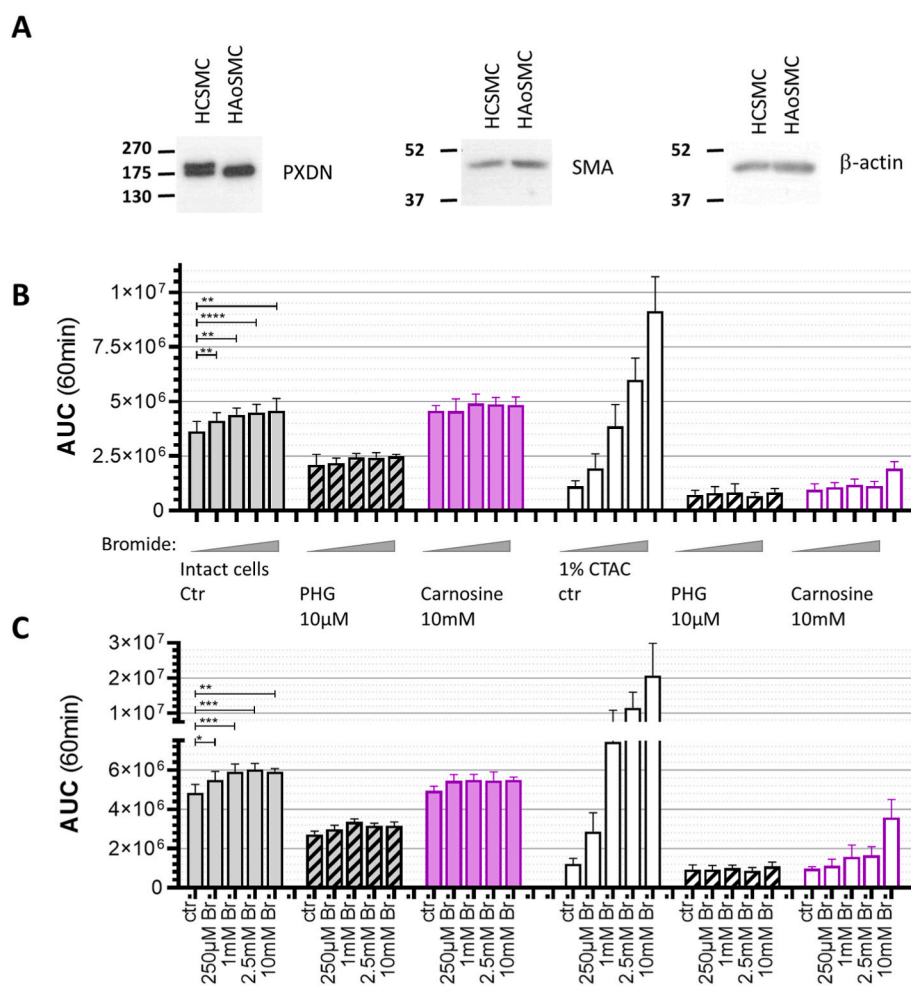 A
HCSMC
HAoSMC
270
175
130
PXDN
HCSMC
HAoSMC
52
37
SMA
HCSMC
HAoSMC
52
37
β-actin
B
AUC (60min)
1×10⁷
7.5×10⁶
5×10⁶
2.5×10⁶
0
**
****
**
**
Bromide:
Intact cells
Ctr
PHG
10μM
Carnosine
10mM
1% CTAC
ctr
PHG
10μM
Carnosine
10mM
C
AUC (60min)
3×10⁷
2×10⁷
1×10⁷
6×10⁶
4×10⁶
2×10⁶
0
**
***
***
*
ctr
250μM Br
1mM Br
2.5mM Br
10mM Br
ctr
250μM Br
1mM Br
2.5mM Br
10mM Br
ctr
250μM Br
1mM Br
2.5mM Br
10mM Br
ctr
250μM Br
1mM Br
2.5mM Br
10mM Br
ctr
250μM Br
1mM Br
2.5mM Br
10mM Br
ctr
250μM Br
1mM Br
2.5mM Br
10mM Br